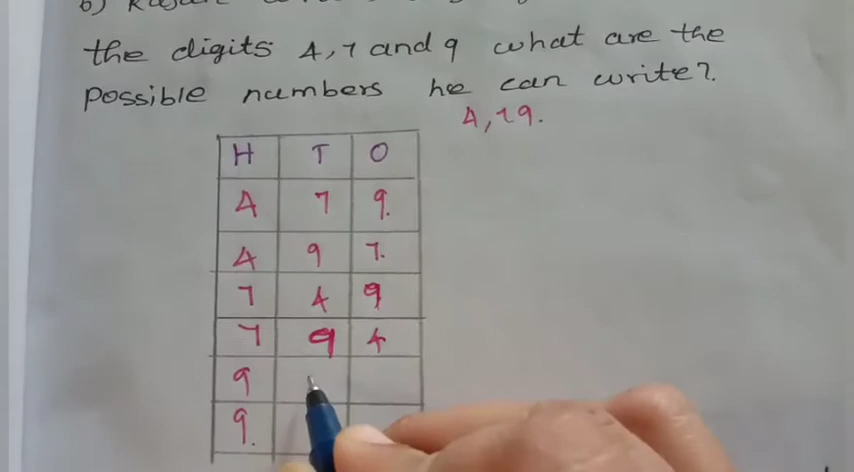 b)
the digits 4,7 and 9 what are the
possible numbers he can write?
4,79.
H T O
4 7 9.
4 9 7.
7 4 9
7 9 4
9
9.